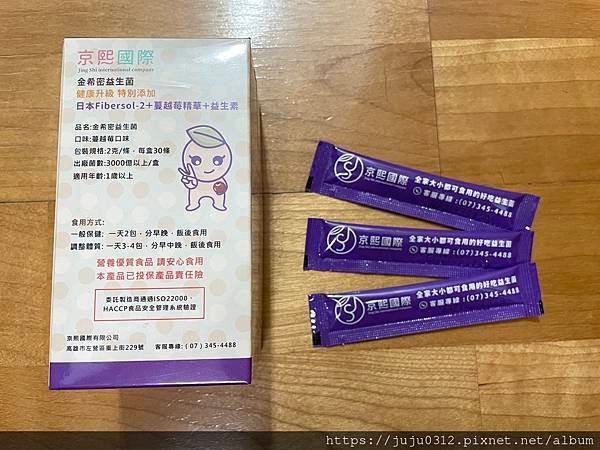 京熙國際
Jing Shi international company
金希密益生菌
健康升級 特別添加
日本Fibersol-2+蔓越莓精華+益生素
品名:金希密益生菌
口味:蔓越莓口味
包裝規格:2克/條，每盒30條
出廠菌數:3000億以上/盒
適用年齡:1歲以上
食用方式:
一般保健: 一天2包，分早晚，飯後食用
調整體質: 一天3-4包，分早中晚，飯後食用
營養優質食品 請安心食用
本產品已投保產品責任險
委託製造商通過ISO22000、
HACCP食品安全管理系統驗證
京熙國際有限公司
高雄市左營區重上街229號 客服專線: ( 07 ) 345-4488
京熙國際
全家大小都可食用的好吃益生菌
客服專線 : (07)345-4488
京熙國際
全家大小都可食用的好吃益生菌
客服專線 : (07)345-4488
京熙國際
全家大小都可食用的好吃益生菌
客服專線 : (07)345-4488
https://juju0312.pixnet.net/album